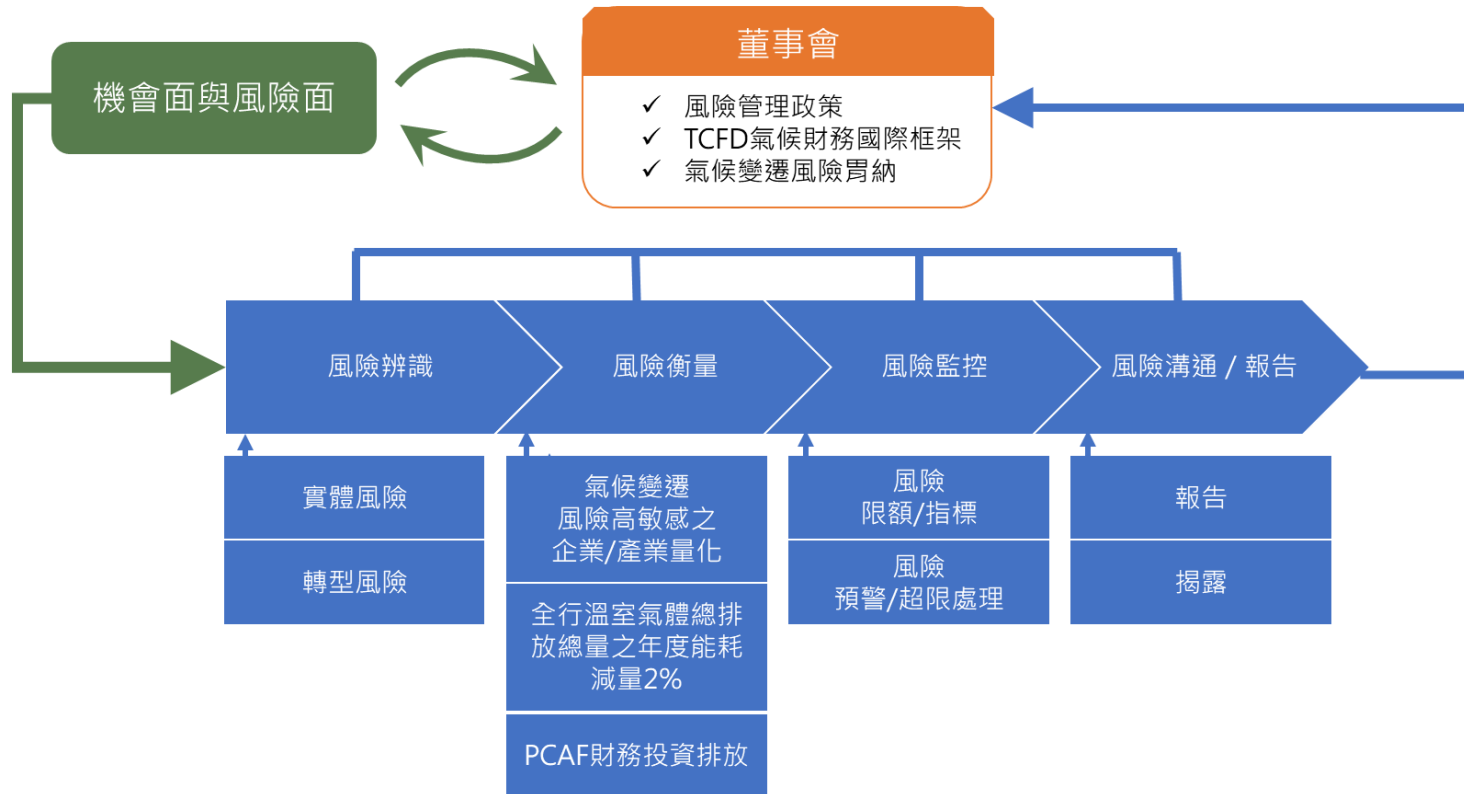 董事會
機會面與風險面
✓ 風險管理政策
✓ TCFD氣候財務國際框架
✓ 氣候變遷風險胃納
風險辨識
風險衡量
風險監控
風險溝通 / 報告
實體風險
轉型風險
氣候變遷
風險高敏感之
企業/產業量化
全行溫室氣體總排
放總量之年度能耗
減量2%
PCAF財務投資排放
風險
限額/指標
風險
預警/超限處理
報告
揭露